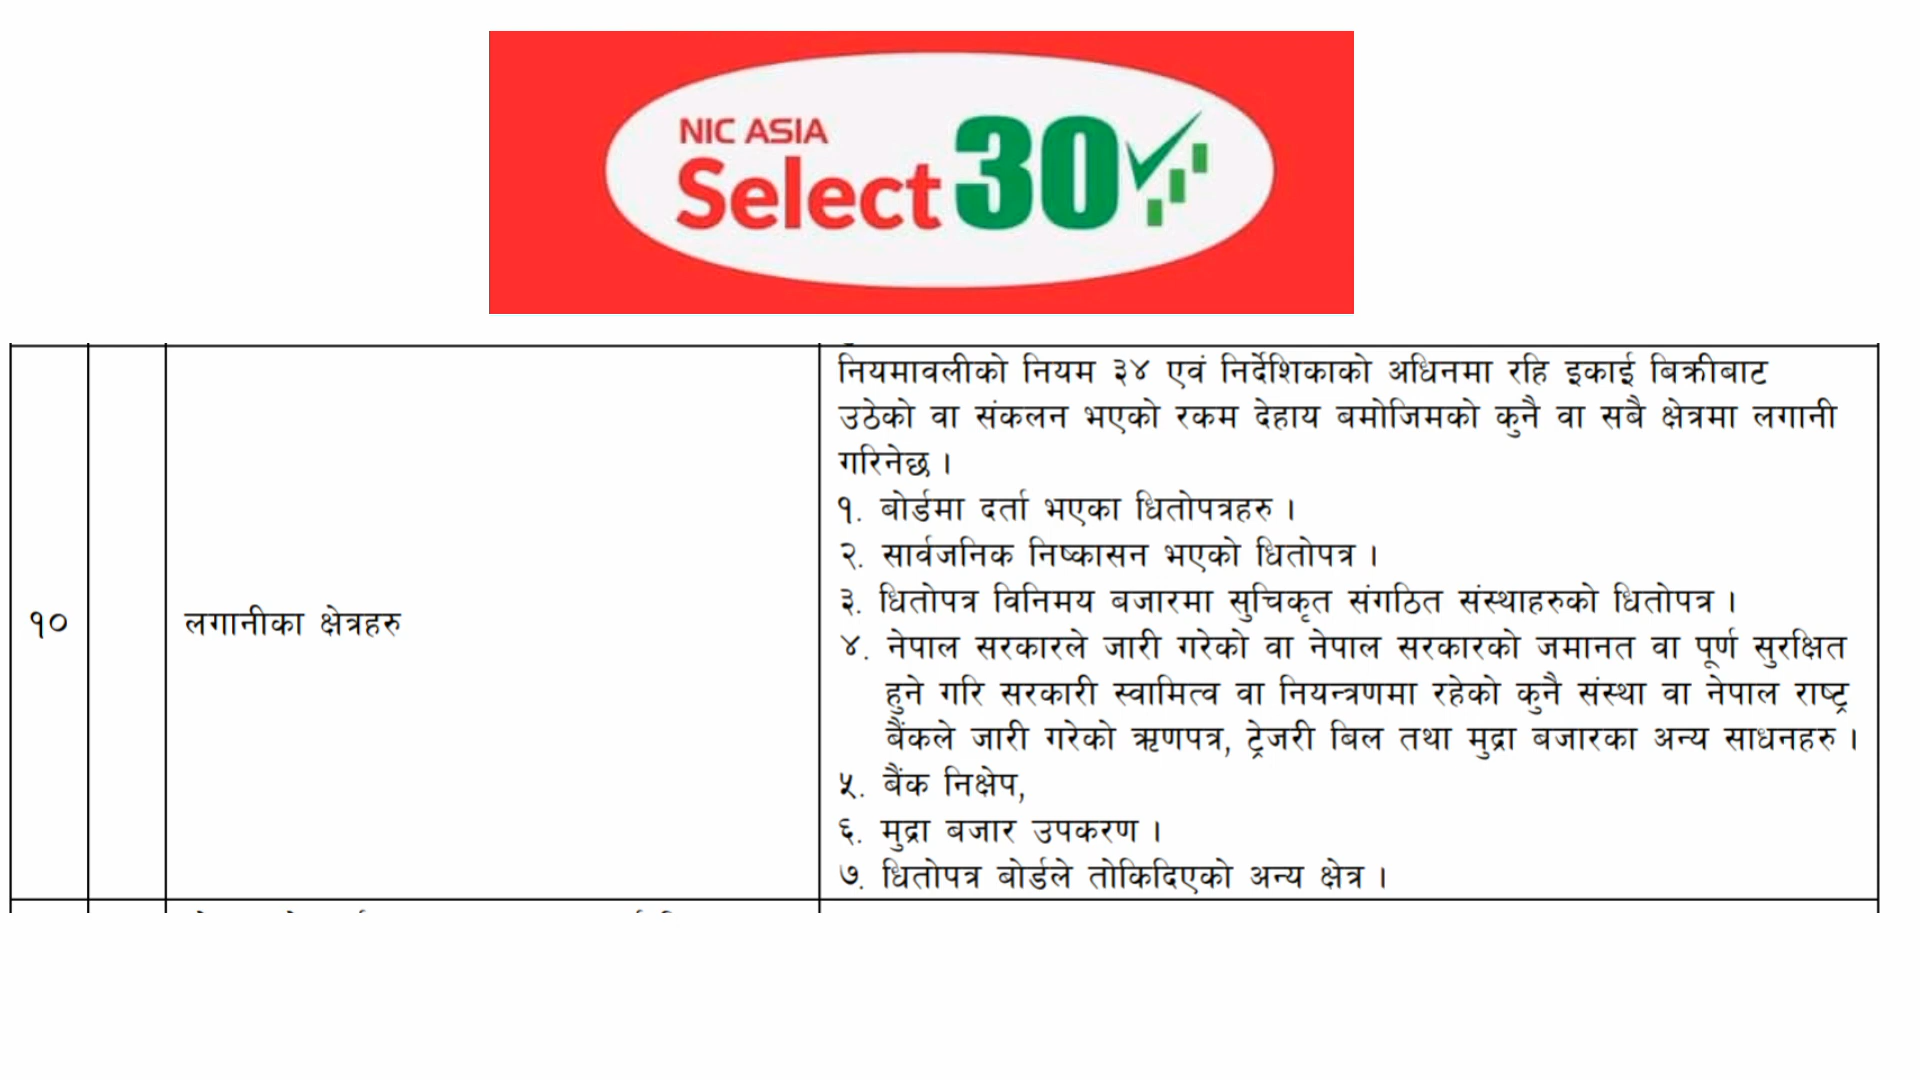 NIC ASIA
Select 30
नियमावलीको नियम ३४ एवं निर्देशिकाको अधिनमा रहि इकाई बिक्रीबाट
उठेको वा संकलन भएको रकम देहाय बमोजिमको कुनै वा सबै क्षेत्रमा लगानी
गरिनेछ ।
१. बोर्डमा दर्ता भएका धितोपत्रहरु ।
२. सार्वजनिक निष्कासन भएको धितोपत्र ।
३. धितोपत्र विनिमय बजारमा सुचिकृत संगठित संस्थाहरुको धितोपत्र ।
१० लगानीका क्षेत्रहरु
४. नेपाल सरकारले जारी गरेको वा नेपाल सरकारको जमानत वा पूर्ण सुरक्षित
हुने गरि सरकारी स्वामित्व वा नियन्त्रणमा रहेको कुनै संस्था वा नेपाल राष्ट्र
बैंकले जारी गरेको ऋणपत्र, ट्रेजरी बिल तथा मुद्रा बजारका अन्य साधनहरु ।
५. बैंक निक्षेप,
६. मुद्रा बजार उपकरण ।
७. धितोपत्र बोर्डले तोकिदिएको अन्य क्षेत्र ।